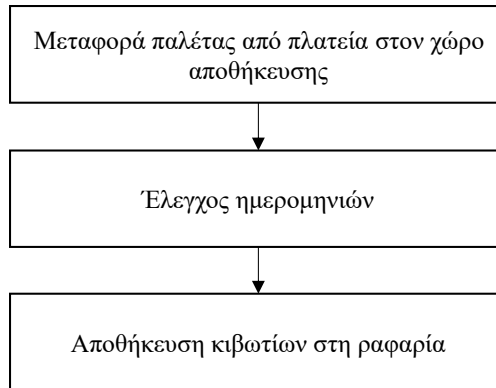 Μεταφορά παλέτας από πλατεία στον χώρο
αποθήκευσης
Έλεγχος ημερομηνιών
Αποθήκευση κιβωτίων στη ραφαρία